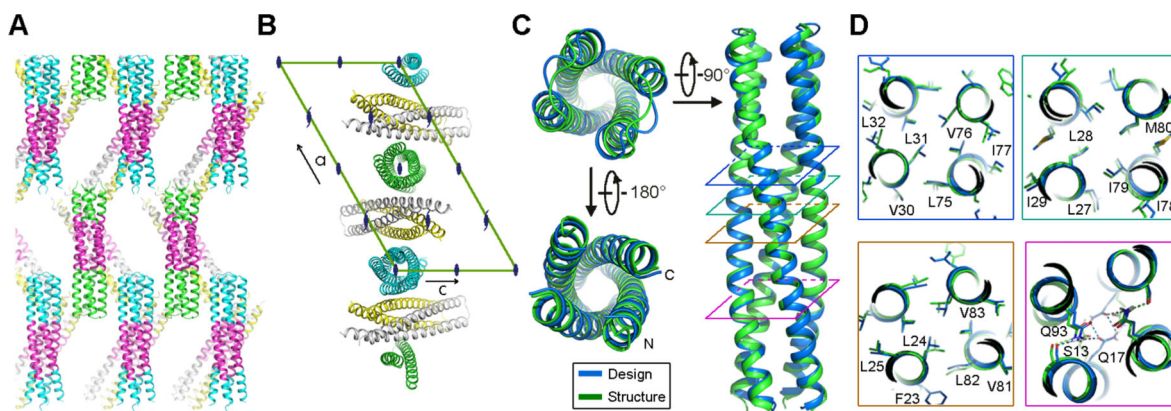 A
B
C
D
a
c
90°
180°
C
N
Design
Structure
L32
L31
V76
I77
V30
L75
L28
M80
I79
I29
L27
I78
V83
L24
L25
L82
V81
F23
Q93
S13
Q17